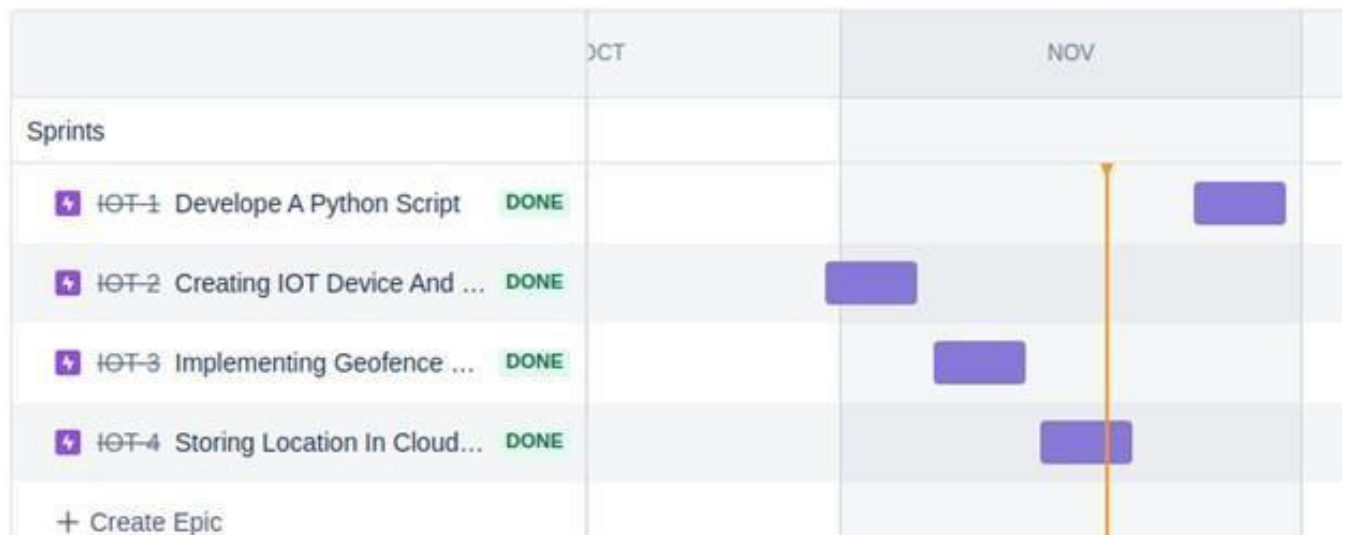 OCT NOV
Sprints
IOT-1 Develope A Python Script DONE
IOT-2 Creating IOT Device And ... DONE
IOT-3 Implementing Geofence ... DONE
IOT-4 Storing Location In Cloud... DONE
+ Create Epic